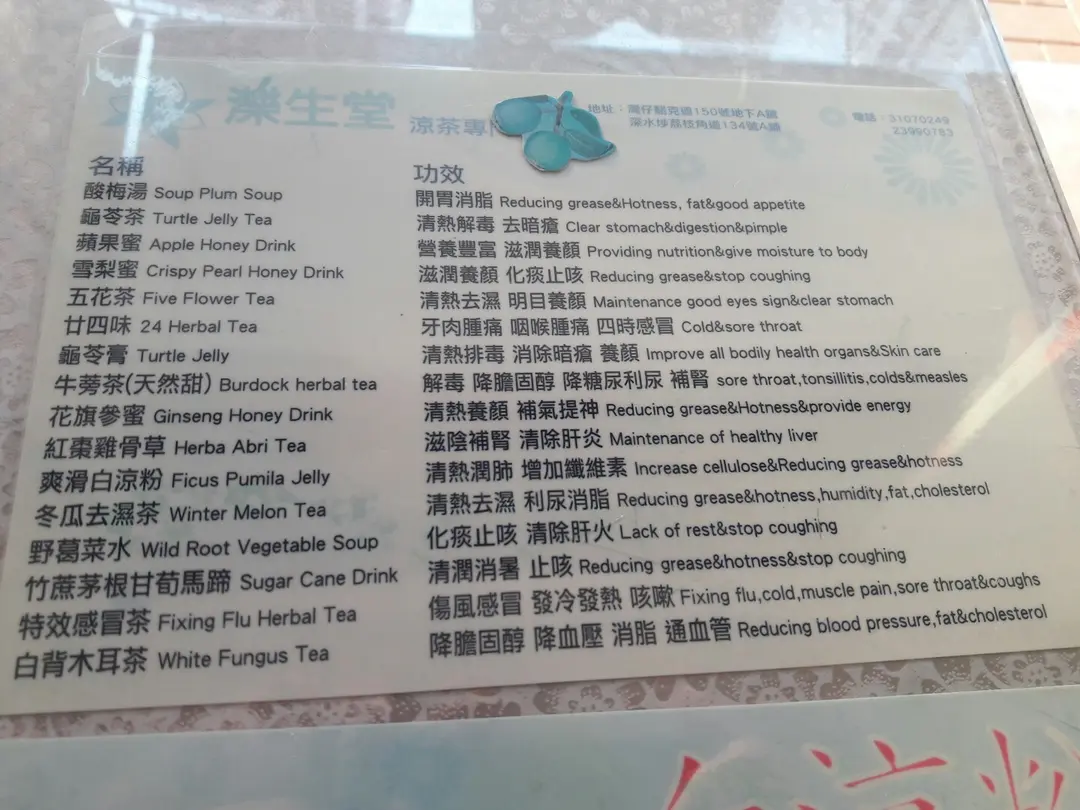 濼生堂
涼茶專
地址：灣仔駱克道150號地下A舖
深水埗荔枝角道134號A舖
電話：31070249
23990783
名稱 功效
酸梅湯 Soup Plum Soup 開胃消脂 Reducing grease&Hotness, fat&good appetite
龜苓茶 Turtle Jelly Tea 清熱解毒 去暗瘡 Clear stomach&digestion&pimple
蘋果蜜 Apple Honey Drink 營養豐富 滋潤養顏 Providing nutrition&give moisture to body
雪梨蜜 Crispy Pearl Honey Drink 滋潤養顏 化痰止咳 Reducing grease&stop coughing
五花茶 Five Flower Tea 清熱去濕 明目養顏 Maintenance good eyes sign&clear stomach
廿四味 24 Herbal Tea 牙肉腫痛 咽喉腫痛 四時感冒 Cold&sore throat
龜苓膏 Turtle Jelly 清熱排毒 消除暗瘡 養顏 Improve all bodily health organs&Skin care
牛蒡茶(天然甜) Burdock herbal tea 解毒 降膽固醇 降糖尿利尿 補腎 sore throat,tonsillitis,colds&measles
花旗參蜜 Ginseng Honey Drink 清熱養顏 補氣提神 Reducing grease&Hotness&provide energy
紅棗雞骨草 Herba Abri Tea 滋陰補腎 清除肝炎 Maintenance of healthy liver
爽滑白涼粉 Ficus Pumila Jelly 清熱潤肺 增加纖維素 Increase cellulose&Reducing grease&hotness
冬瓜去濕茶 Winter Melon Tea 清熱去濕 利尿消脂 Reducing grease&hotness,humidity,fat,cholesterol
野葛菜水 Wild Root Vegetable Soup 化痰止咳 清除肝火 Lack of rest&stop coughing
竹蔗茅根甘荀馬蹄 Sugar Cane Drink 清潤消暑 止咳 Reducing grease&hotness&stop coughing
特效感冒茶 Fixing Flu Herbal Tea 傷風感冒 發冷發熱 咳嗽 Fixing flu,cold,muscle pain,sore throat&coughs
白背木耳茶 White Fungus Tea 降膽固醇 降血壓 消脂 通血管 Reducing blood pressure,fat&cholesterol